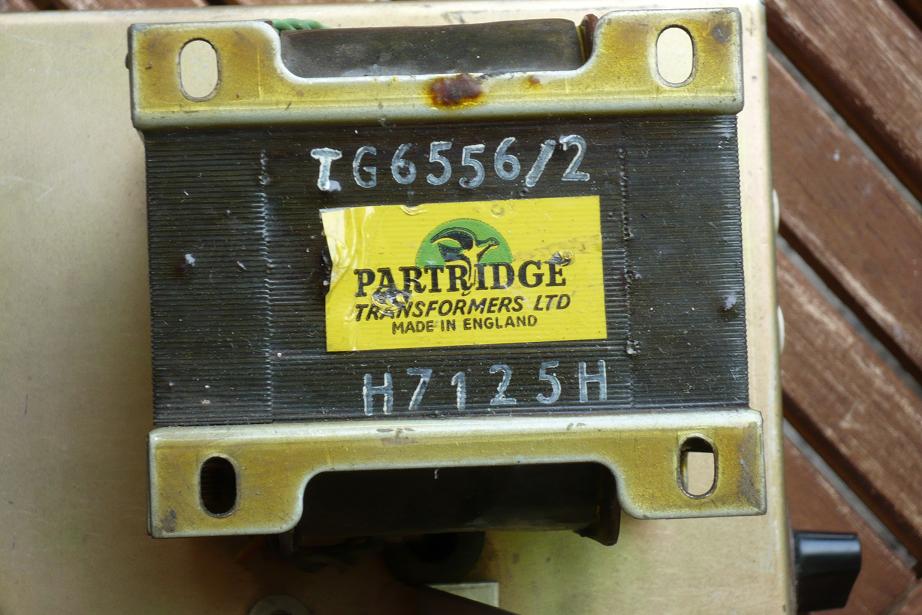 TG6556/2
PARTRIDGE
TRANSFORMERS LTD
MADE IN ENGLAND
H7125H